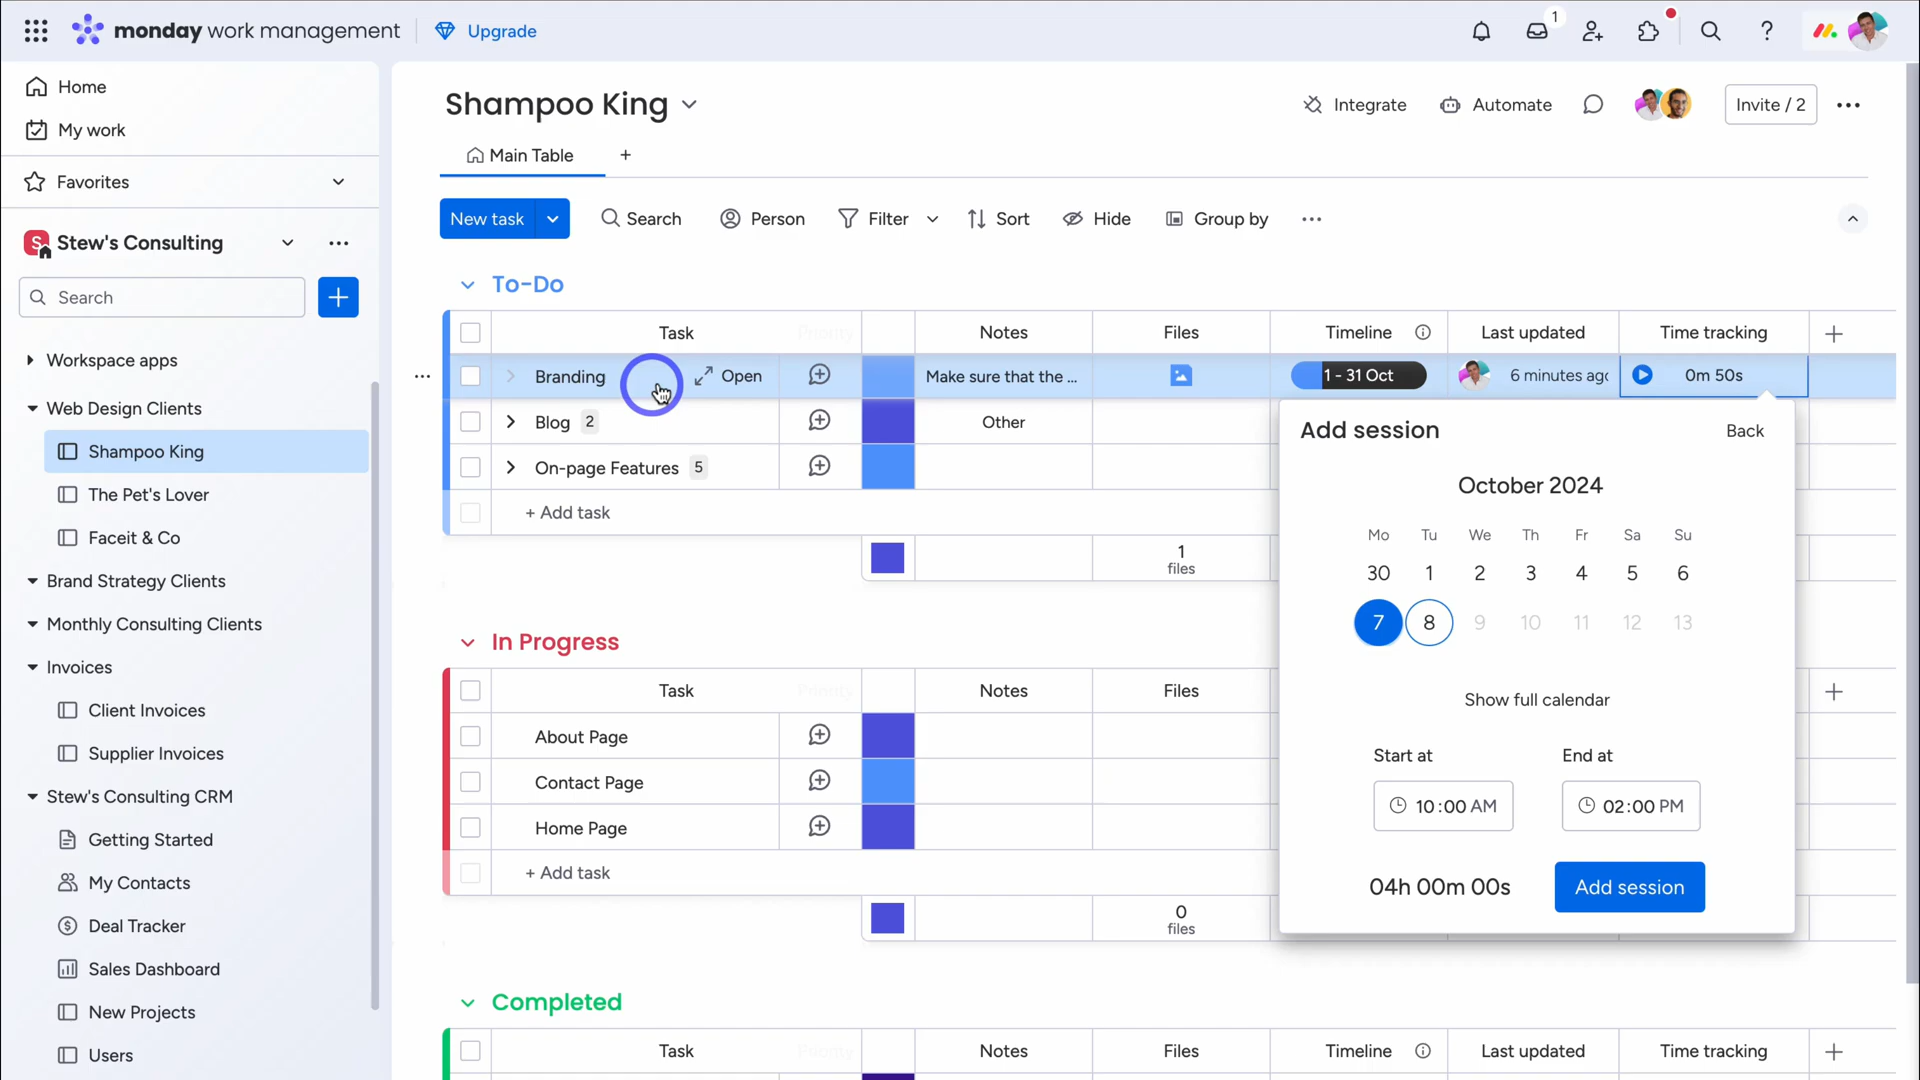 monday work management
Upgrade
1
Home
My work
Favorites
S
Stew's Consulting
Search
Workspace apps
Web Design Clients
Shampoo King
The Pet's Lover
Faceit & Co
Brand Strategy Clients
Monthly Consulting Clients
Invoices
Client Invoices
Supplier Invoices
Stew's Consulting CRM
Getting Started
My Contacts
Deal Tracker
Sales Dashboard
New Projects
Users
Shampoo King
Integrate
Automate
Invite / 2
Main Table
+
New task
Search
Person
Filter
Sort
Hide
Group by
To-Do
Task Priority Notes Files Timeline Last updated Time tracking
Branding Open Make sure that the ... 1 - 31 Oct 6 minutes ago 0m 50s
Blog 2 Other
On-page Features 5
+ Add task
1
files
In Progress
Task Priority Notes Files
About Page
Contact Page
Home Page
+ Add task
0
files
Completed
Task Priority Notes Files Timeline Last updated Time tracking
Add session
Back
October 2024
Mo Tu We Th Fr Sa Su
30 1 2 3 4 5 6
7 8 9 10 11 12 13
Show full calendar
Start at End at
10:00 AM 02:00 PM
04h 00m 00s Add session